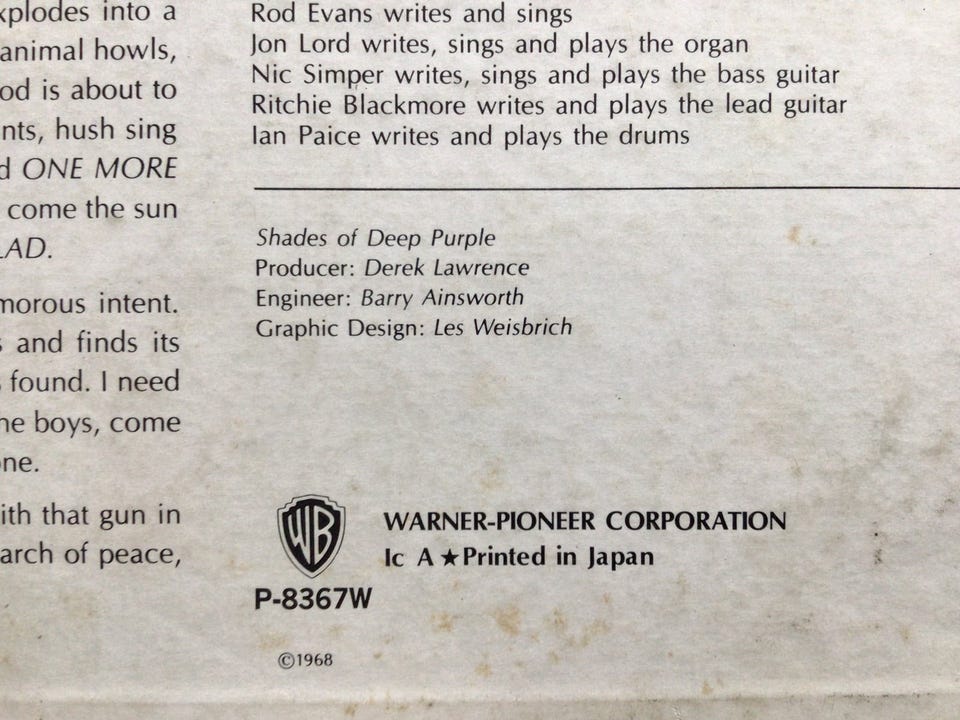 xplodes into a
animal howls,
od is about to
nts, hush sing
d ONE MORE
come the sun
LAD.
morous intent.
s and finds its
found. I need
he boys, come
one.
ith that gun in
arch of peace,
Rod Evans writes and sings
Jon Lord writes, sings and plays the organ
Nic Simper writes, sings and plays the bass guitar
Ritchie Blackmore writes and plays the lead guitar
Ian Paice writes and plays the drums
Shades of Deep Purple
Producer: Derek Lawrence
Engineer: Barry Ainsworth
Graphic Design: Les Weisbrich
WB
WARNER-PIONEER CORPORATION
Ic A★Printed in Japan
P-8367W
©1968